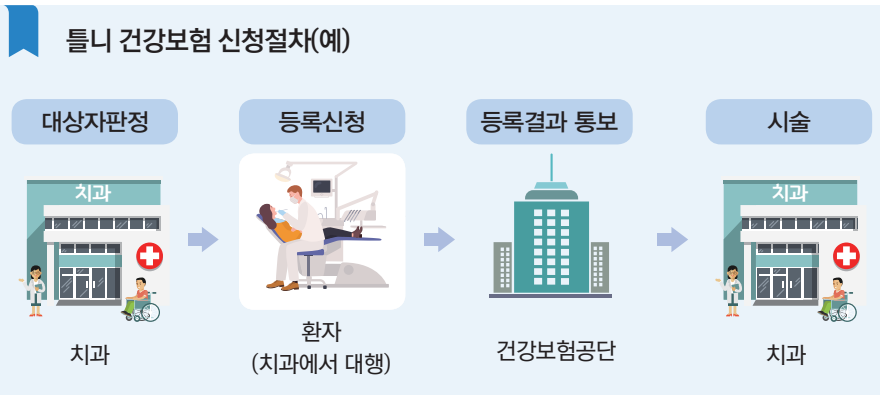 틀니 건강보험 신청절차(예)
대상자판정
등록신청
등록결과 통보
시술
치과
치과
치과
환자
(치과에서 대행)
건강보험공단
치과